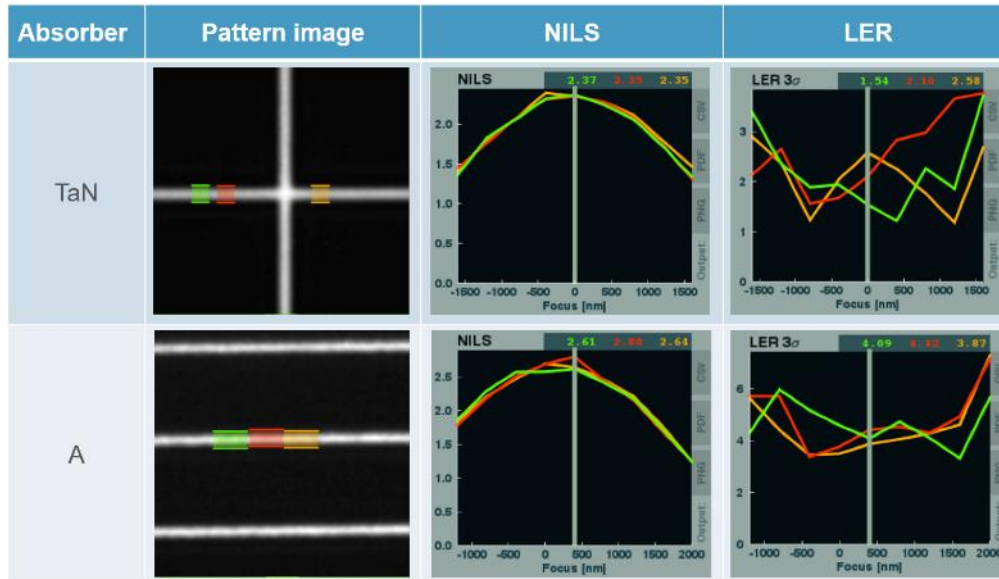 Absorber Pattern image NILS LER
TaN
NILS 2.37 2.35 2.35
2.0
1.5
1.0
0.5
0.0
-1500 -1000 -500 0 500 1000 1500
Focus [nm]
CSV
PDF
PNG
Output:
LER 3σ 1.54 2.10 2.58
3
2
1
0
-1500 -1000 -500 0 500 1000 1500
Focus [nm]
CSV
PDF
PNG
Output:
A
NILS 2.61 2.64
2.5
2.0
1.5
1.0
0.5
0.0
-1000 -500 0 500 1000 1500 2000
Focus [nm]
CSV
PDF
PNG
Output:
LER 3σ 4.09 4.12 3.87
6
4
2
0
-1000 -500 0 500 1000 1500 2000
Focus [nm]
CSV
Output: